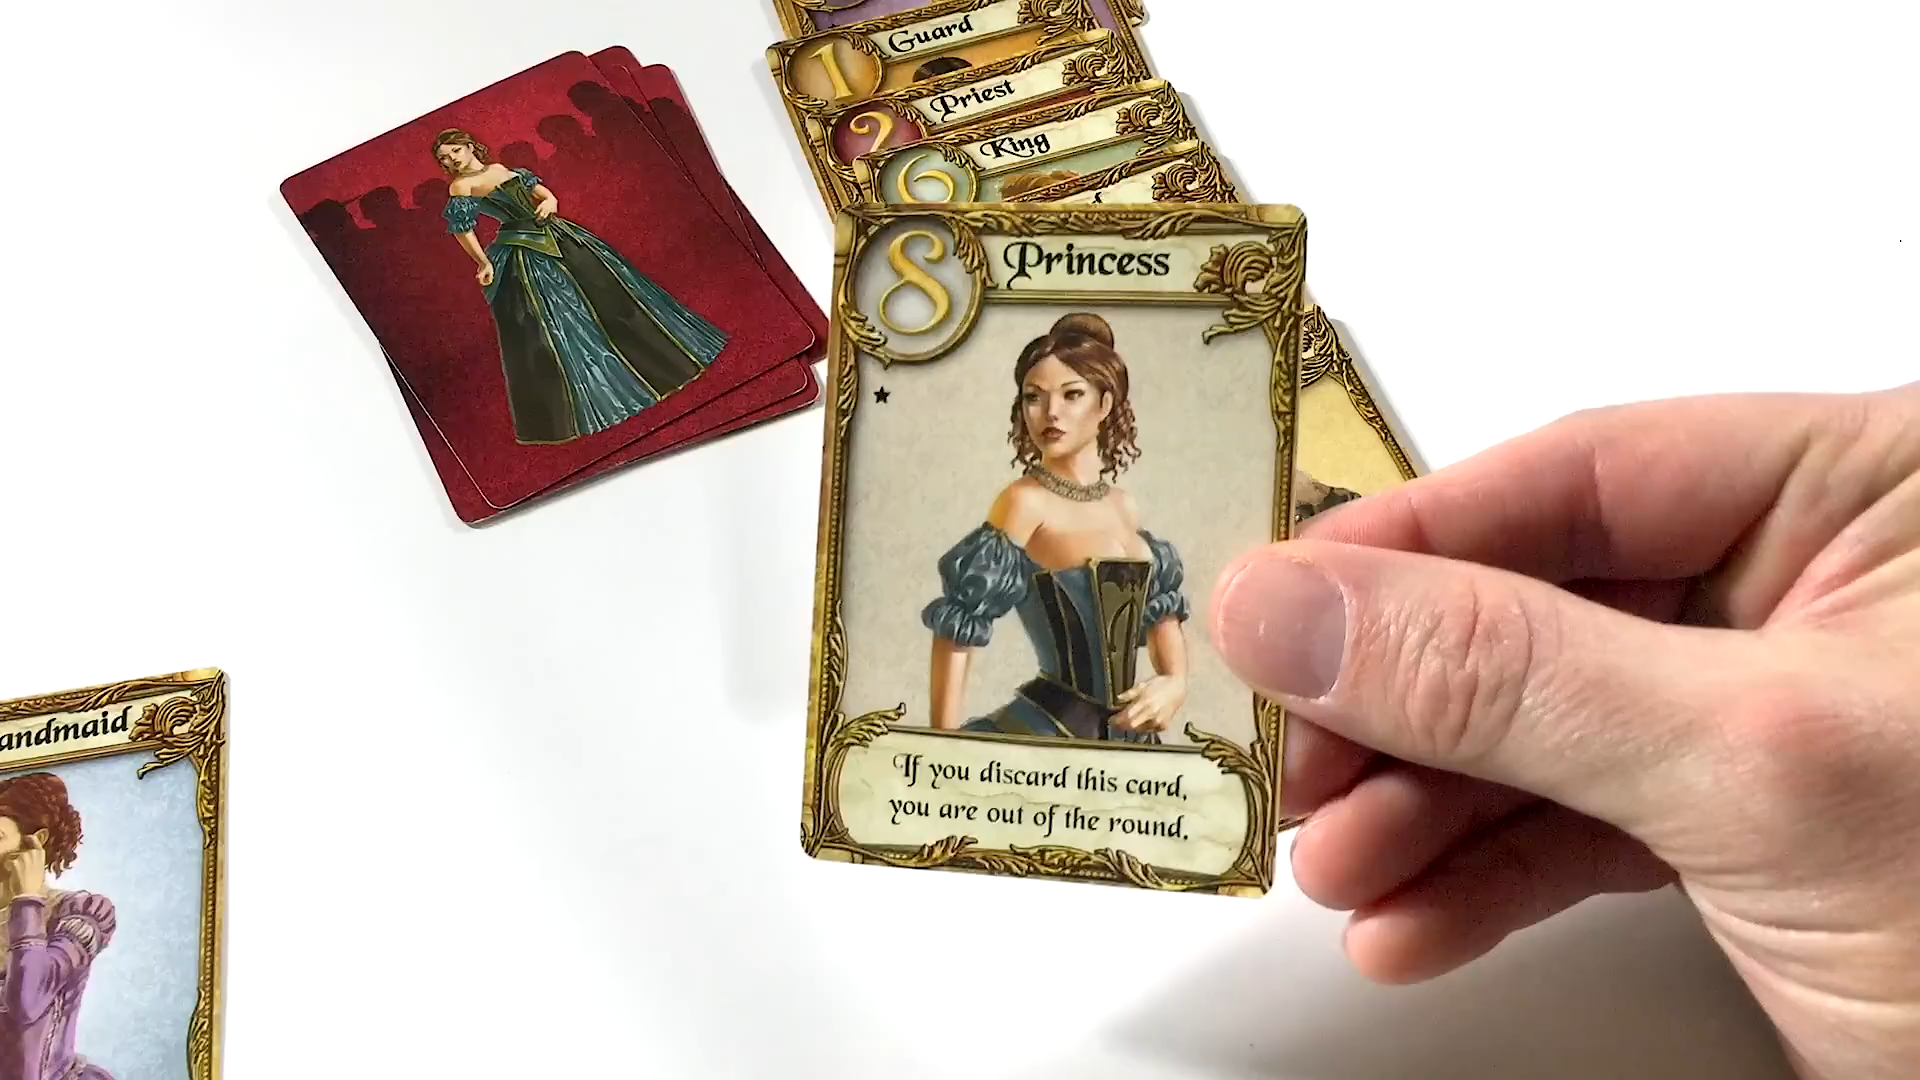 1 Guard
2 Priest
6 King
8 Princess
If you discard this card,
you are out of the round.
andmaid